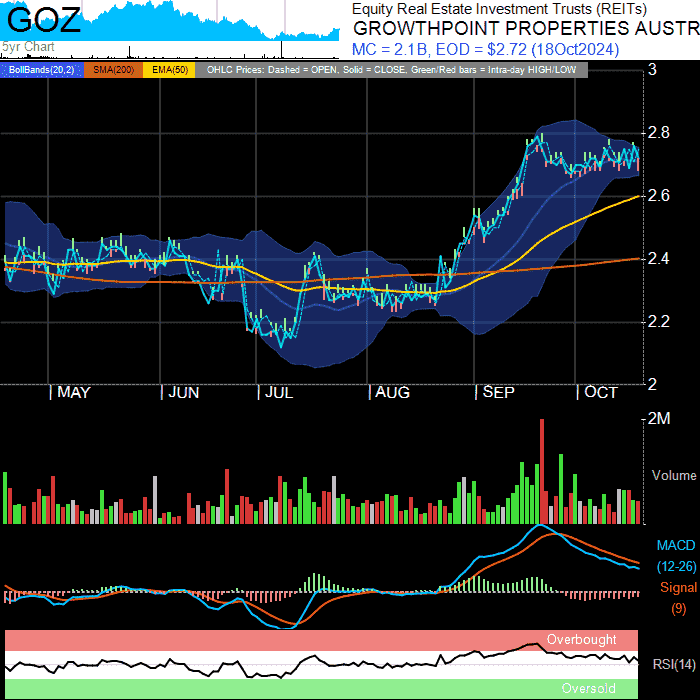 GOZ
5yr Chart
Equity Real Estate Investment Trusts (REITs)
GROWTHPOINT PROPERTIES AUSTR
MC = 2.1B, EOD = $2.72 (18Oct2024)
BollBands(20,2) SMA(200) EMA(50) OHLC Prices: Dashed = OPEN, Solid = CLOSE, Green/Red bars = Intra-day HIGH/LOW
3
2.8
2.6
2.4
2.2
2
MAY JUN JUL AUG SEP OCT
2M
Volume
MACD
(12-26)
Signal
(9)
Overbought
RSI(14)
Oversold